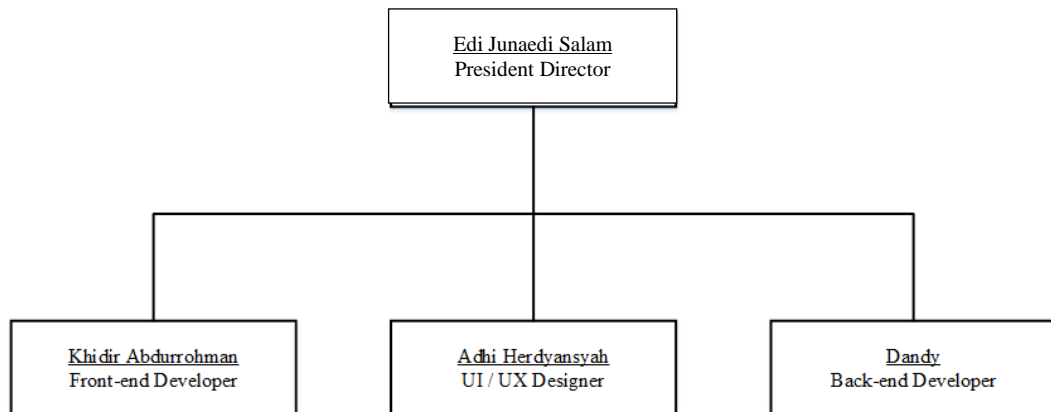 Edi Junaedi Salam
President Director
Khidir Abdurrohman
Front-end Developer
Adhi Herdyansyah
UI / UX Designer
Dandy
Back-end Developer